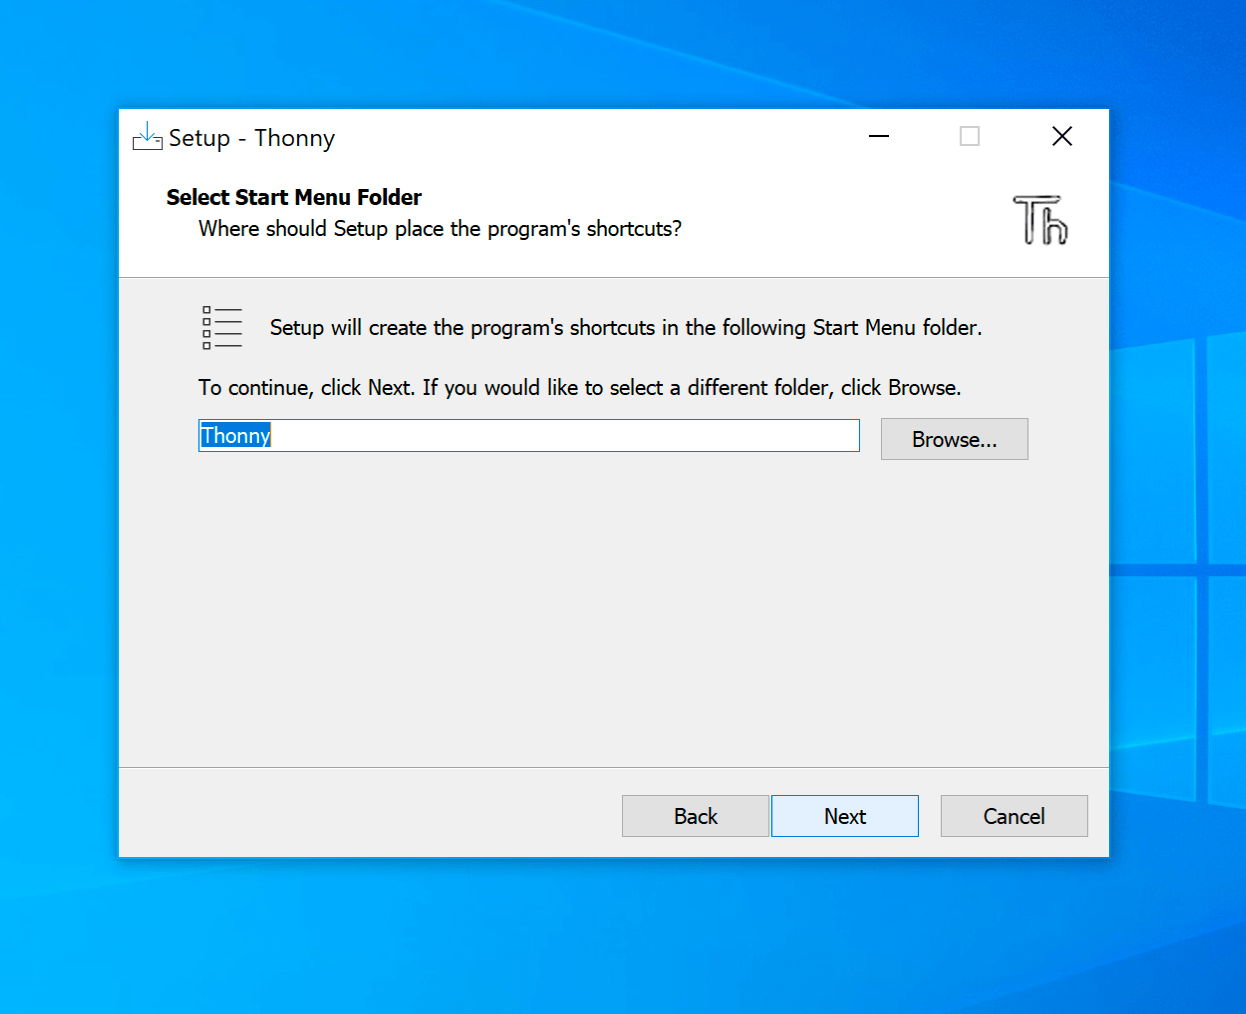 Setup - Thonny
Select Start Menu Folder
Where should Setup place the program's shortcuts?
Th
Setup will create the program's shortcuts in the following Start Menu folder.
To continue, click Next. If you would like to select a different folder, click Browse.
Thonny
Browse...
Back
Next
Cancel